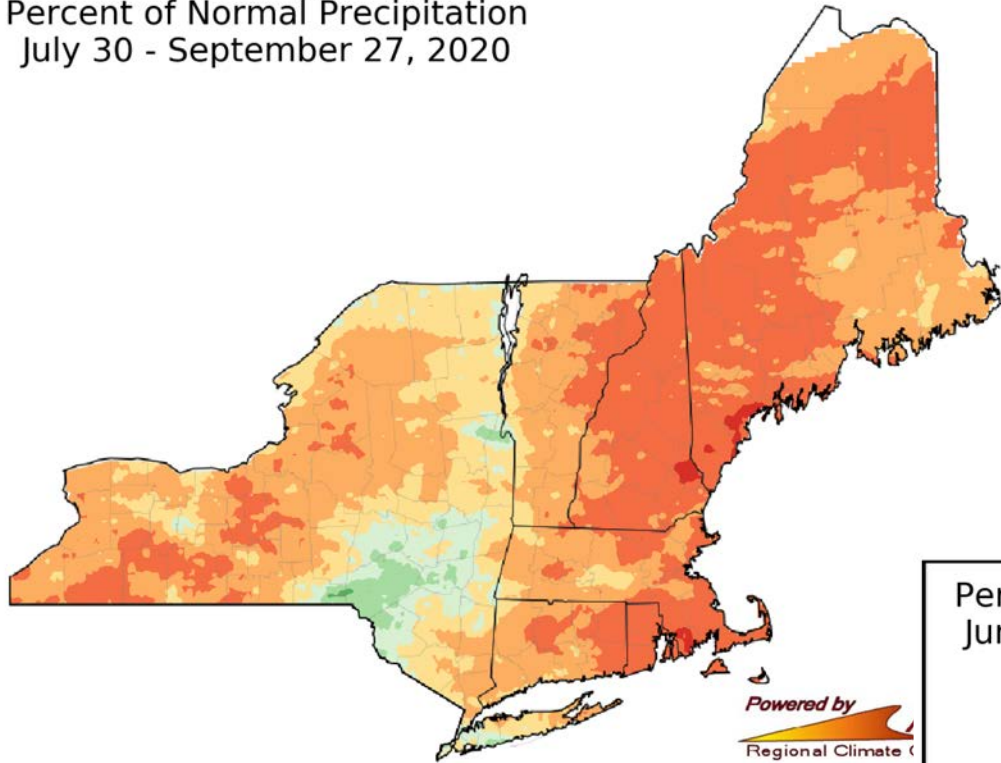 Percent of Normal Precipitation
July 30 - September 27, 2020
Powered by
Regional Climate